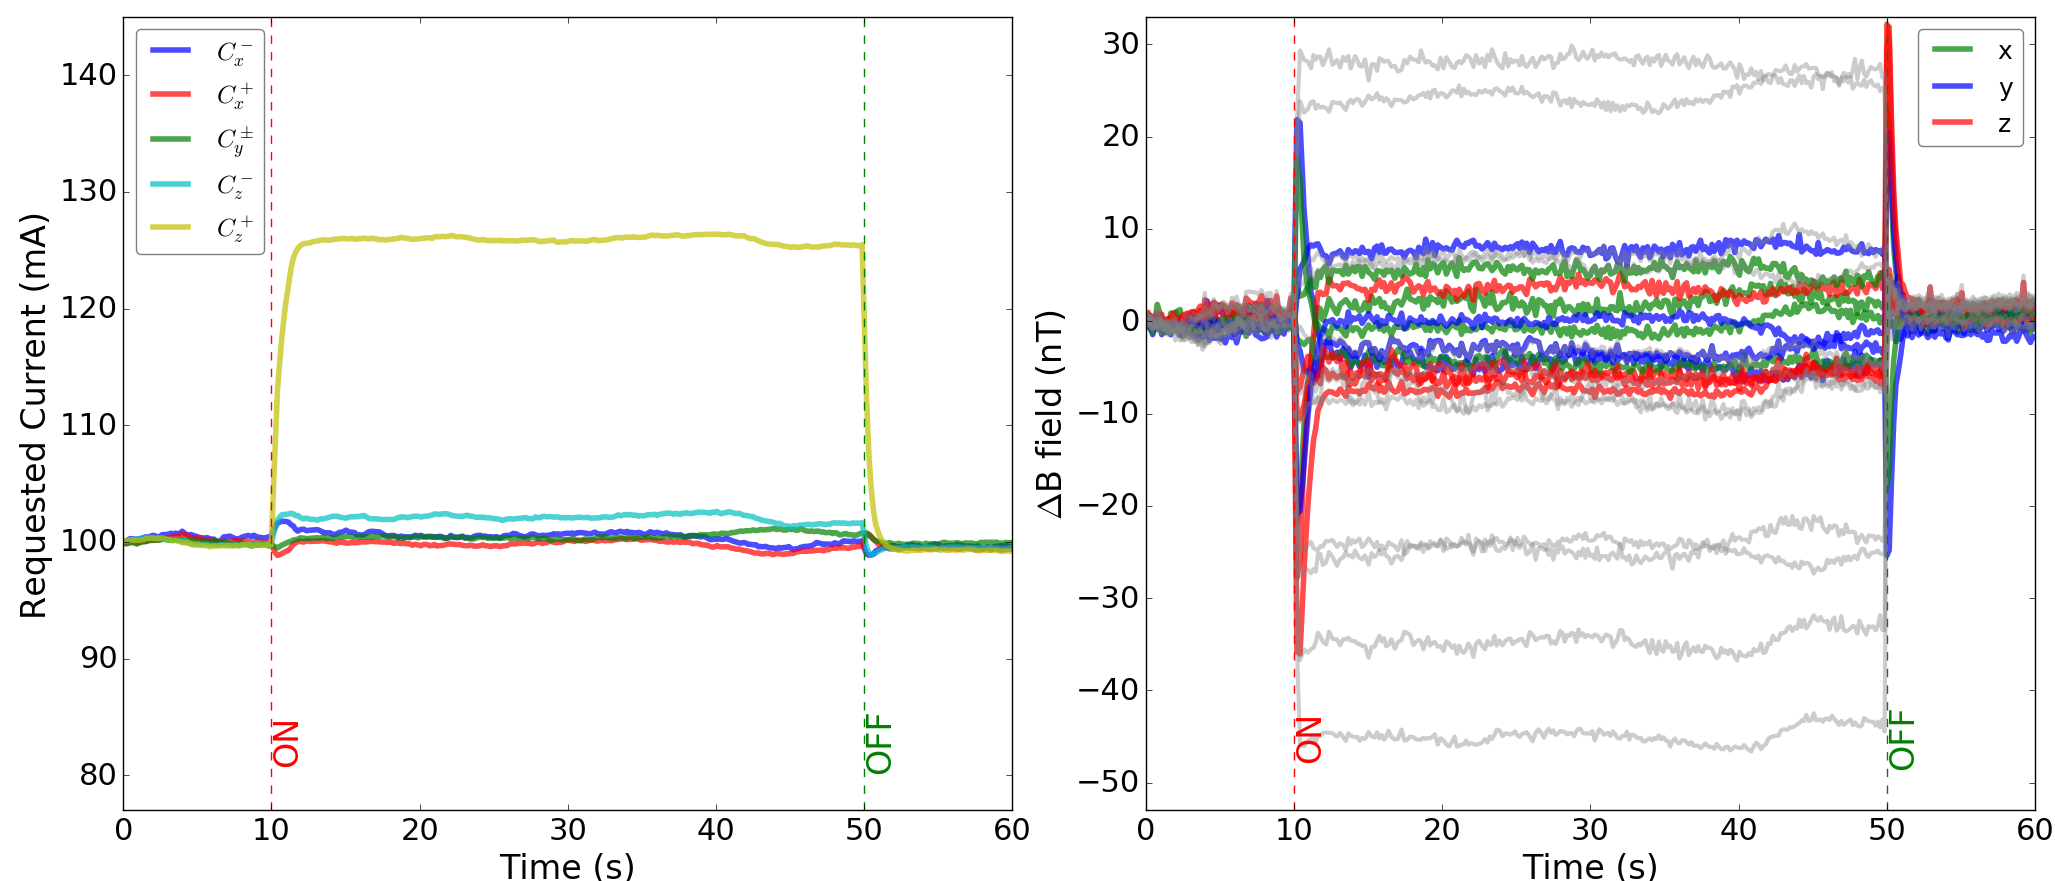 Requested Current (mA)
140
130
120
110
100
90
80
0 10 20 30 40 50 60
Time (s)
C_x^-
C_x^+
C_y^±
C_z^-
C_z^+
ON
OFF
ΔB field (nT)
30
20
10
0
−10
−20
−30
−40
−50
0 10 20 30 40 50 60
Time (s)
x
y
z
ON
OFF